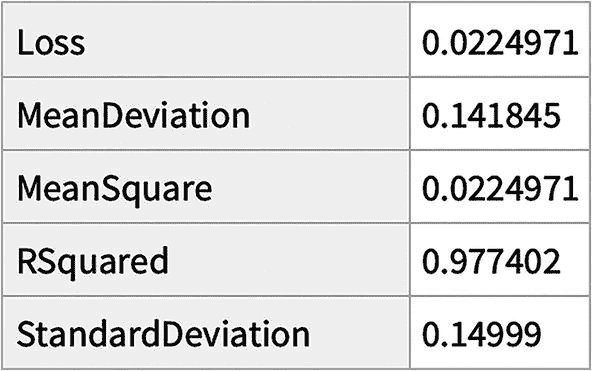 Loss 0.0224971
MeanDeviation 0.141845
MeanSquare 0.0224971
RSquared 0.977402
StandardDeviation 0.14999